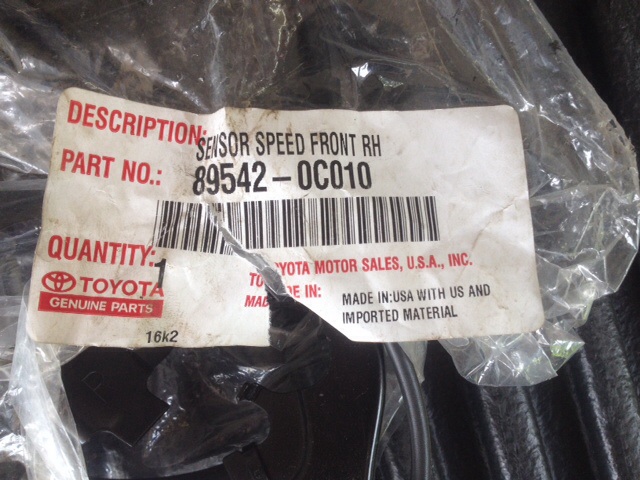 DESCRIPTION: SENSOR SPEED FRONT RH
PART NO.: 89542-0C010
QUANTITY: 1
TOYOTA MOTOR SALES, U.S.A., INC.
TOYOTA
GENUINE PARTS
MADE IN: MADE IN:USA WITH US AND
IMPORTED MATERIAL
16k2